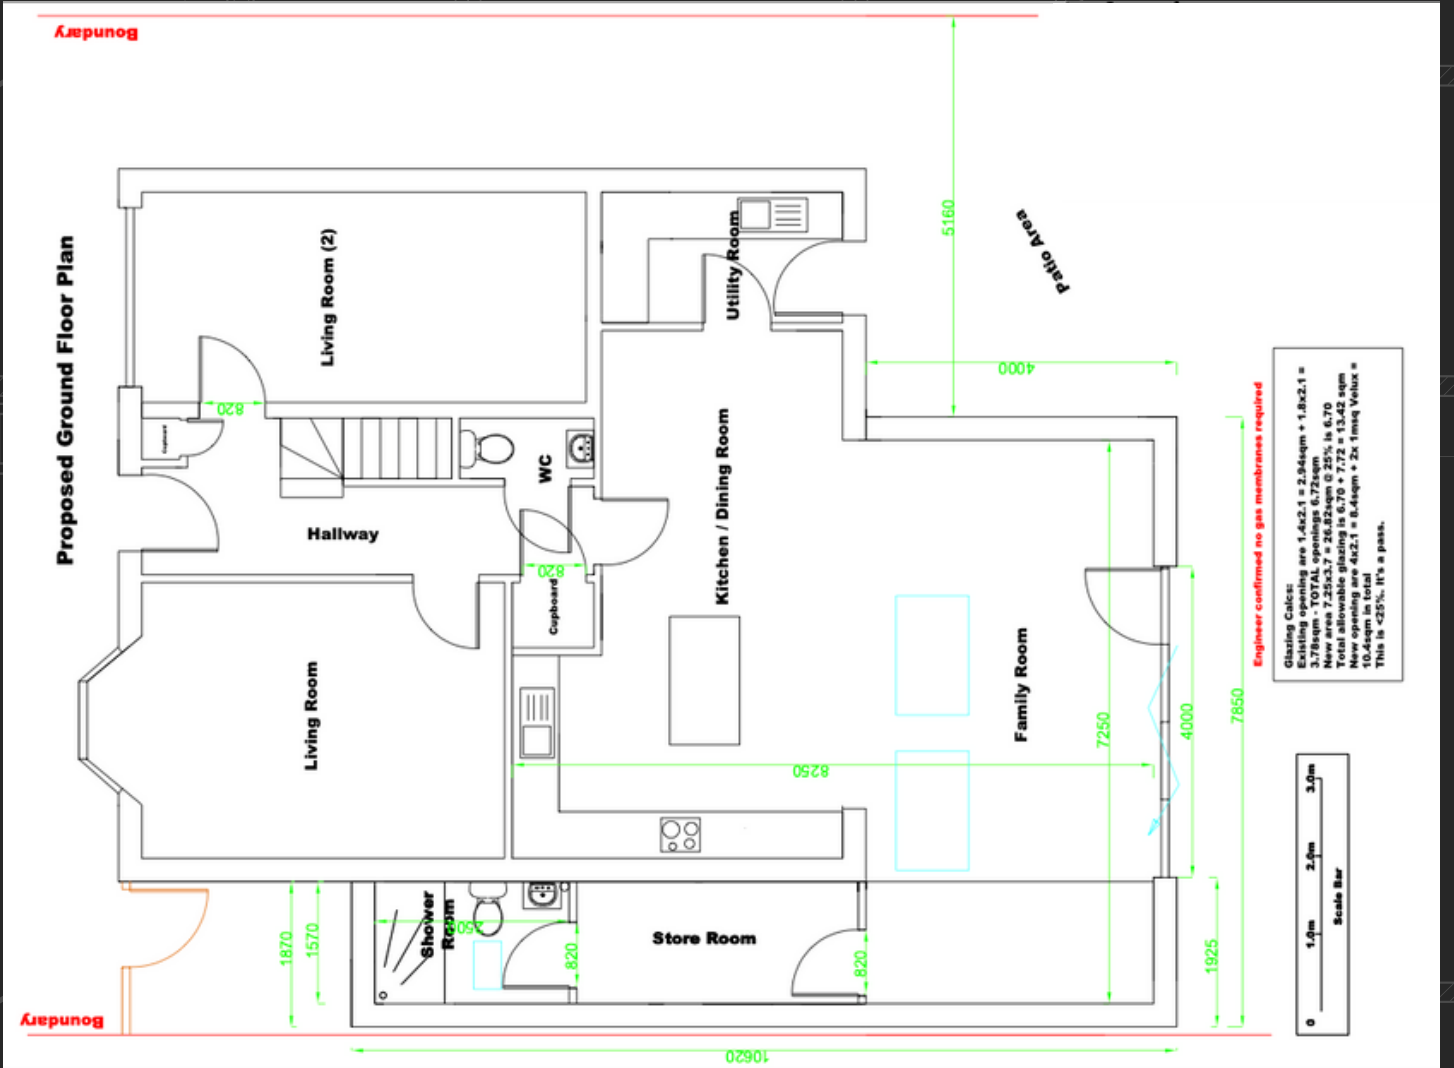 Boundary
Proposed Ground Floor Plan
Living Room (2)
Utility Room
Patio Area
5160
4000
820
Cupboard
WC
Hallway
Kitchen / Dining Room
820
Cupboard
Living Room
Family Room
8250
7250
4000
7850
Engineer confirmed no gas membranes required
Glazing Calcs:
Existing opening are 1.4x2.1 = 2.94sqm + 1.8x2.1 =
3.78sqm - TOTAL openings 6.72sqm
New area 7.25x3.7 = 26.82sqm @ 25% is 6.70
Total allowable glazing is 6.70 + 7.72 = 13.42 sqm
New opening are 4x2.1 = 8.4sqm + 2x 1msq Velux =
10.4sqm in total
This is <25%. It's a pass.
0
1.0m
2.0m
3.0m
Scale Bar
1870
1570
Shower
Room
2500
820
Store Room
820
1925
Boundary
10620